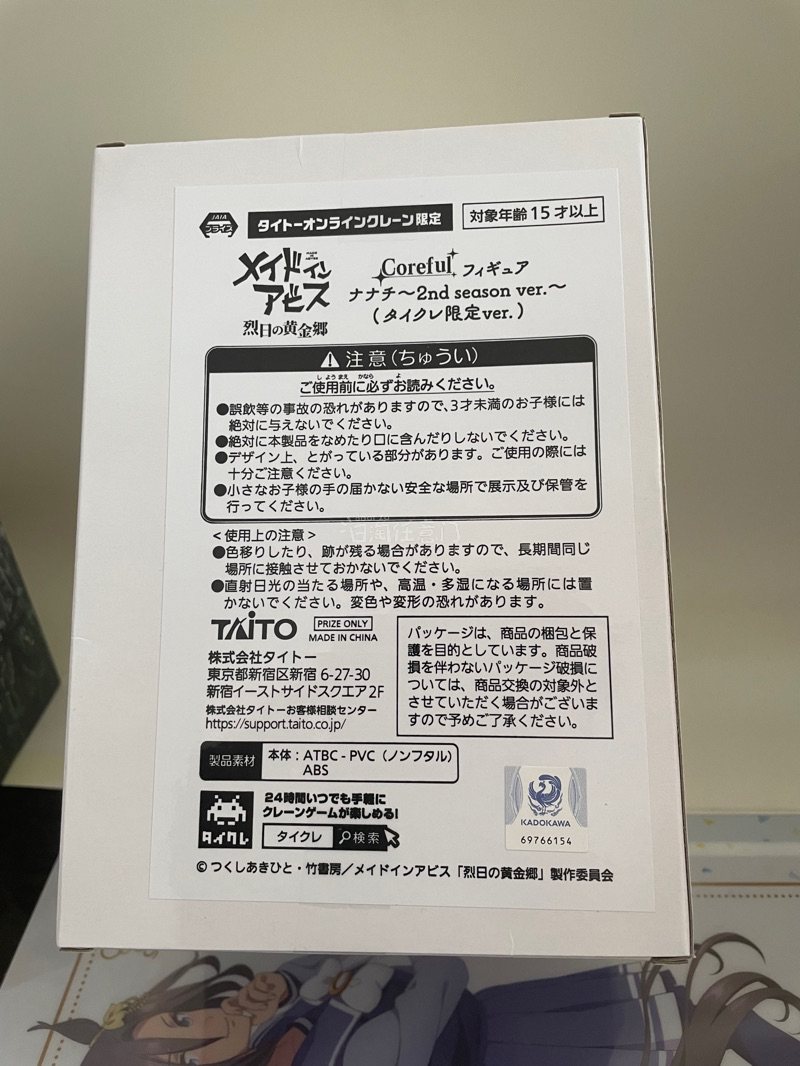 JAIA
プライズ
タイトーオンラインクレーン限定
対象年齢15才以上
メイドイン
アビス
烈日の黄金郷
Coreful フィギュア
ナナチ～2nd season ver.～
(タイクレ限定ver.)
注意(ちゅうい)
ご使用前に必ずお読みください。
●誤飲等の事故の恐れがありますので、3才未満のお子様には
絶対に与えないでください。
●絶対に本製品をなめたり口に含んだりしないでください。
●デザイン上、とがっている部分があります。ご使用の際には
十分ご注意ください。
●小さなお子様の手の届かない安全な場所で展示及び保管を
行ってください。
<使用上の注意>
●色移りしたり、跡が残る場合がありますので、長期間同じ
場所に接触させておかないでください。
●直射日光の当たる場所や、高温・多湿になる場所には置
かないでください。変色や変形の恐れがあります。
TAITO
PRIZE ONLY
MADE IN CHINA
株式会社タイトー
東京都新宿区新宿 6-27-30
新宿イーストサイドスクエア 2F
株式会社タイトーお客様相談センター
https://support.taito.co.jp/
パッケージは、商品の梱包と保
護を目的としています。商品破
損を伴わないパッケージ破損に
ついては、商品交換の対象外と
させていただく場合がございま
すので予めご了承ください。
製品素材
本体：ATBC - PVC（ノンフタル）
ABS
タイクレ
24時間いつでも手軽に
クレーンゲームが楽しめる!
タイクレ 検索
KADOKAWA
69766154
© つくしあきひと・竹書房／メイドインアビス「烈日の黄金郷」製作委員会